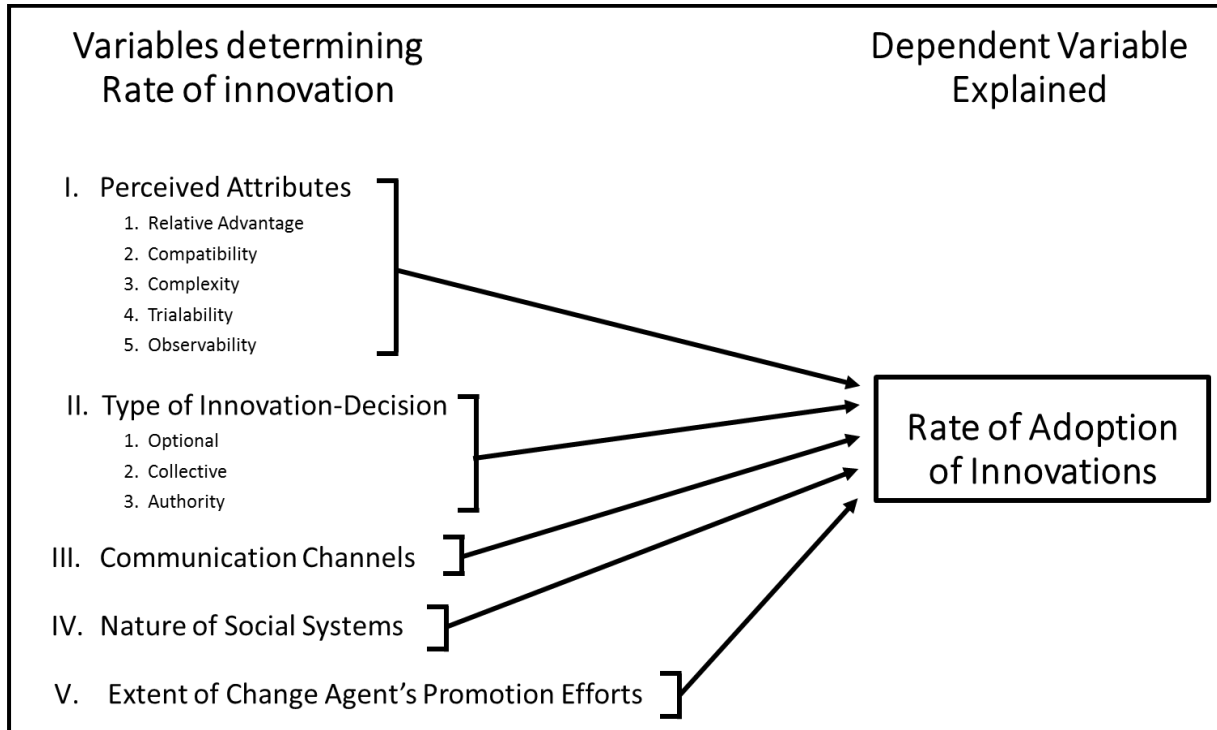 Variables determining
Rate of innovation
Dependent Variable
Explained
I. Perceived Attributes
1. Relative Advantage
2. Compatibility
3. Complexity
4. Trialability
5. Observability
II. Type of Innovation-Decision
1. Optional
2. Collective
3. Authority
III. Communication Channels
IV. Nature of Social Systems
V. Extent of Change Agent’s Promotion Efforts
Rate of Adoption
of Innovations